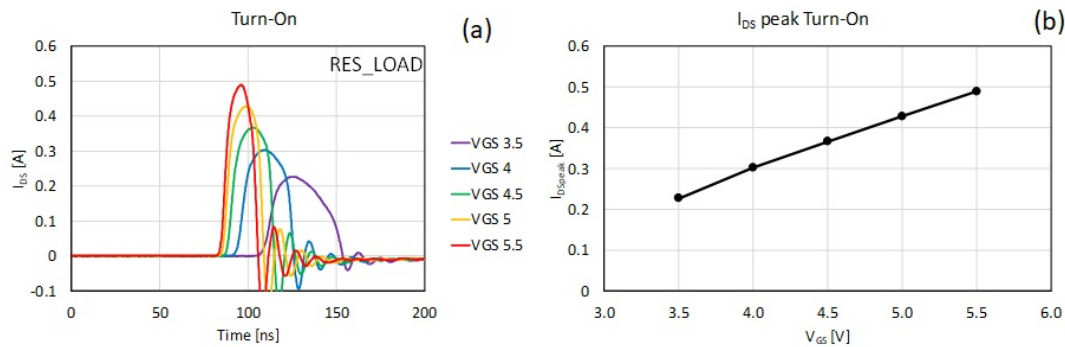 Turn-On
(a)
RES_LOAD
0.6
0.5
0.4
0.3
0.2
0.1
0
-0.1
I_DS [A]
0
50
100
150
200
Time [ns]
VGS 3.5
VGS 4
VGS 4.5
VGS 5
VGS 5.5
I_DS peak Turn-On
(b)
0.6
0.5
0.4
0.3
0.2
0.1
0
I_DSpeak [A]
3.0
3.5
4.0
4.5
5.0
5.5
6.0
V_GS [V]